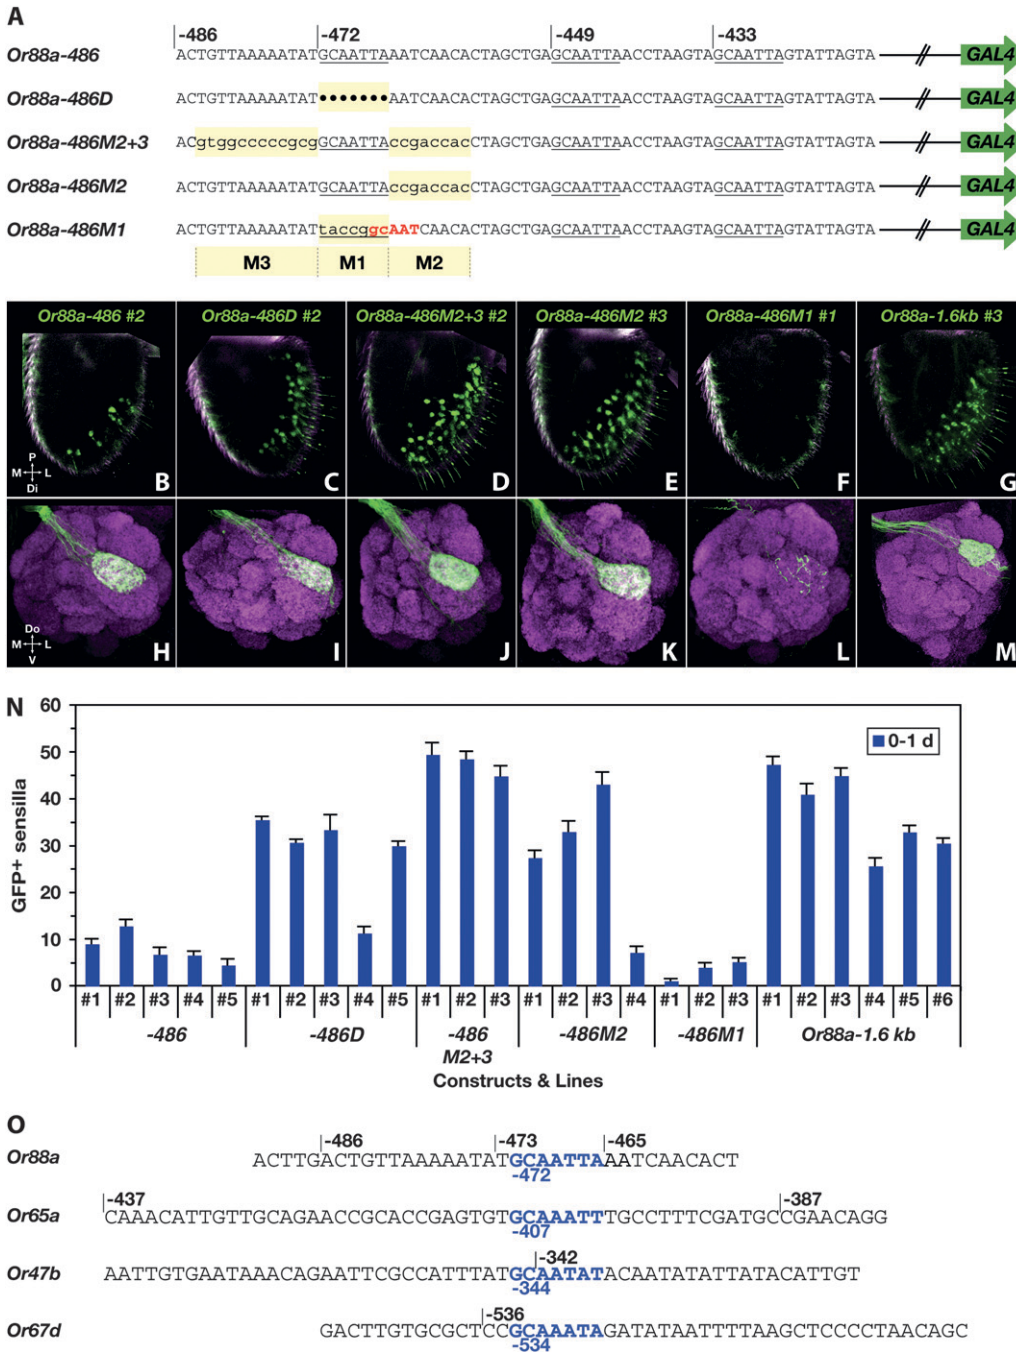 A
-486 -472 -449 -433
Or88a-486 ACTGTTAAAAATATGCAATTAAATCAACACTAGCTGAGCAATTAACCTAAGTAGCAATTAGTATTAGTA GAL4
Or88a-486D ACTGTTAAAAATAT•••••••AATCAACACTAGCTGAGCAATTAACCTAAGTAGCAATTAGTATTAGTA GAL4
Or88a-486M2+3 ACgtggcccccgcgGCAATTAccgaccacCTAGCTGAGCAATTAACCTAAGTAGCAATTAGTATTAGTA GAL4
Or88a-486M2 ACTGTTAAAAATATGCAATTAccgaccacCTAGCTGAGCAATTAACCTAAGTAGCAATTAGTATTAGTA GAL4
Or88a-486M1 ACTGTTAAAAATATtaccggcAATCAACACTAGCTGAGCAATTAACCTAAGTAGCAATTAGTATTAGTA GAL4
M3 M1 M2
Or88a-486 #2 Or88a-486D #2 Or88a-486M2+3 #2 Or88a-486M2 #3 Or88a-486M1 #1 Or88a-1.6kb #3
P
M L
Di
B C D E F G
Do
M L
V
H I J K L M
N
GFP+ sensilla
60
50
40
30
20
10
0
0-1 d
#1 #2 #3 #4 #5 #1 #2 #3 #4 #5 #1 #2 #3 #1 #2 #3 #4 #1 #2 #3 #1 #2 #3 #4 #5 #6
-486 -486D -486 M2+3 -486M2 -486M1 Or88a-1.6 kb
Constructs & Lines
O
-486 -473 -465
Or88a ACTTGACTGTTAAAAATATGCAATTAAATCAACACT
-472
-437 -387
Or65a CAAACATTGTTGCAGAACCGCACCGAGTGTGCAAATTTGCCTTTCGATGCCGAACAGG
-407
-342
Or47b AATTGTGAATAAACAGAATTCGCCATTTATGCAATATACAATATATTATACATTGT
-344
-536
Or67d GACTTGTGCGCTCCGCAAATAGATATAATTTTAAGCTCCCCTAACAGC
-534